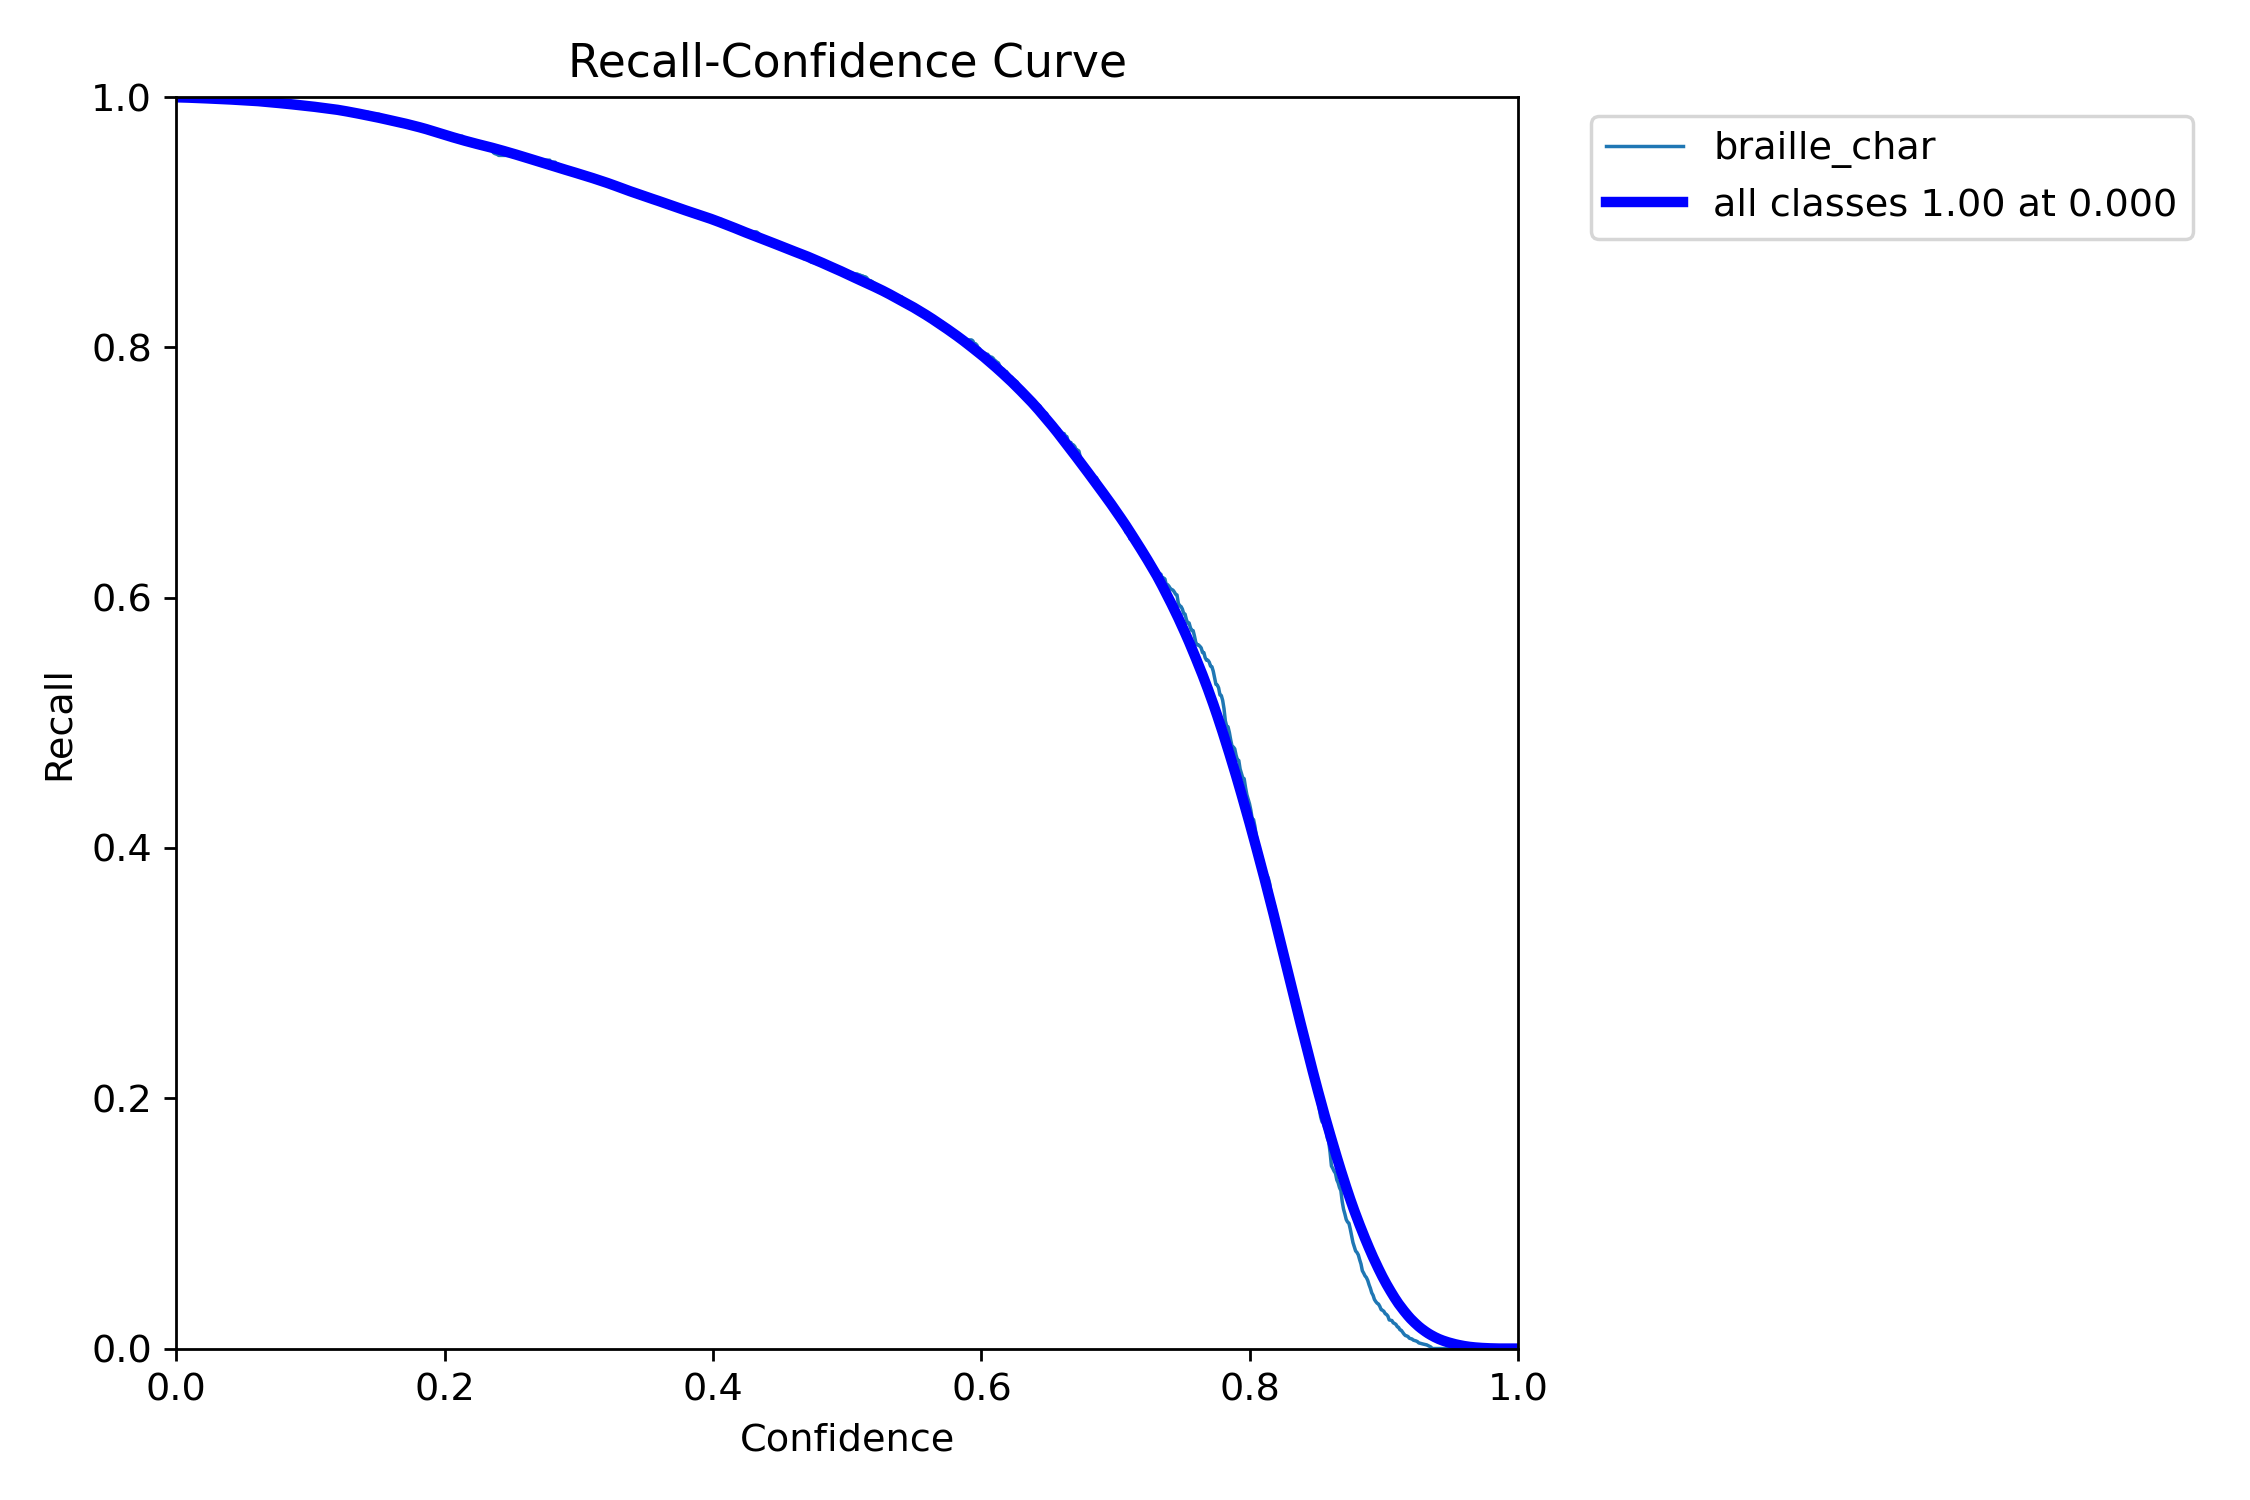 Recall-Confidence Curve
1.0
0.8
0.6
0.4
0.2
0.0
Recall
0.0 0.2 0.4 0.6 0.8 1.0
Confidence
braille_char
all classes 1.00 at 0.000